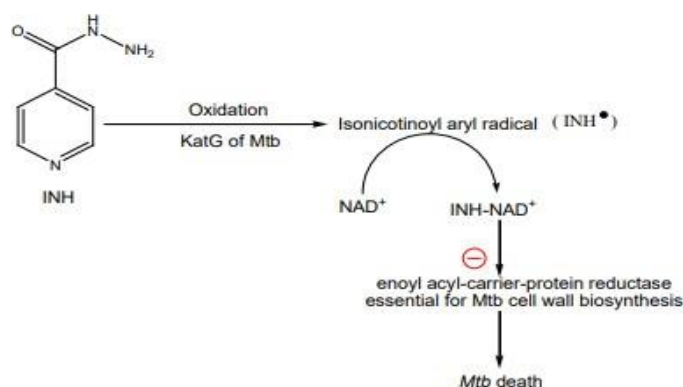 O
H
N
NH₂
N
INH
Oxidation
KatG of Mtb
Isonicotinoyl aryl radical ( INH● )
NAD⁺
INH-NAD⁺
−
enoyl acyl-carrier-protein reductase
essential for Mtb cell wall biosynthesis
Mtb death